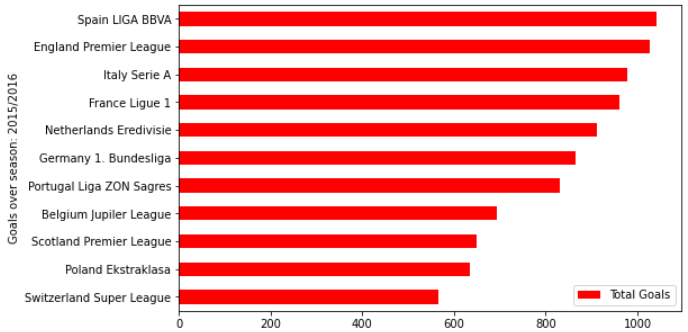 Goals over season: 2015/2016
Spain LIGA BBVA
England Premier League
Italy Serie A
France Ligue 1
Netherlands Eredivisie
Germany 1. Bundesliga
Portugal Liga ZON Sagres
Belgium Jupiler League
Scotland Premier League
Poland Ekstraklasa
Switzerland Super League
Total Goals
0 200 400 600 800 1000